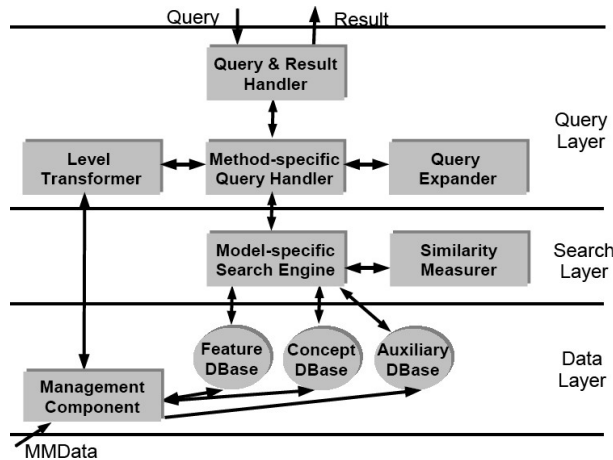 Query
Result
Query & Result
Handler
Query
Layer
Level
Transformer
Method-specific
Query Handler
Query
Expander
Model-specific
Search Engine
Similarity
Measurer
Search
Layer
Feature
DBase
Concept
DBase
Auxiliary
DBase
Data
Layer
Management
Component
MMData